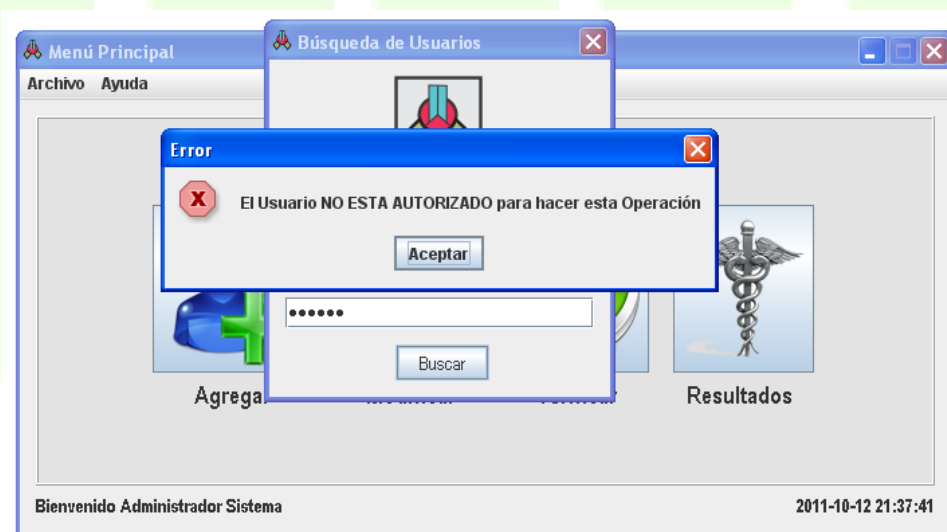 Menú Principal
Búsqueda de Usuarios
Archivo Ayuda
Error
El Usuario NO ESTA AUTORIZADO para hacer esta Operación
Aceptar
••••••
Buscar
Resultados
Bienvenido Administrador Sistema
2011-10-12 21:37:41